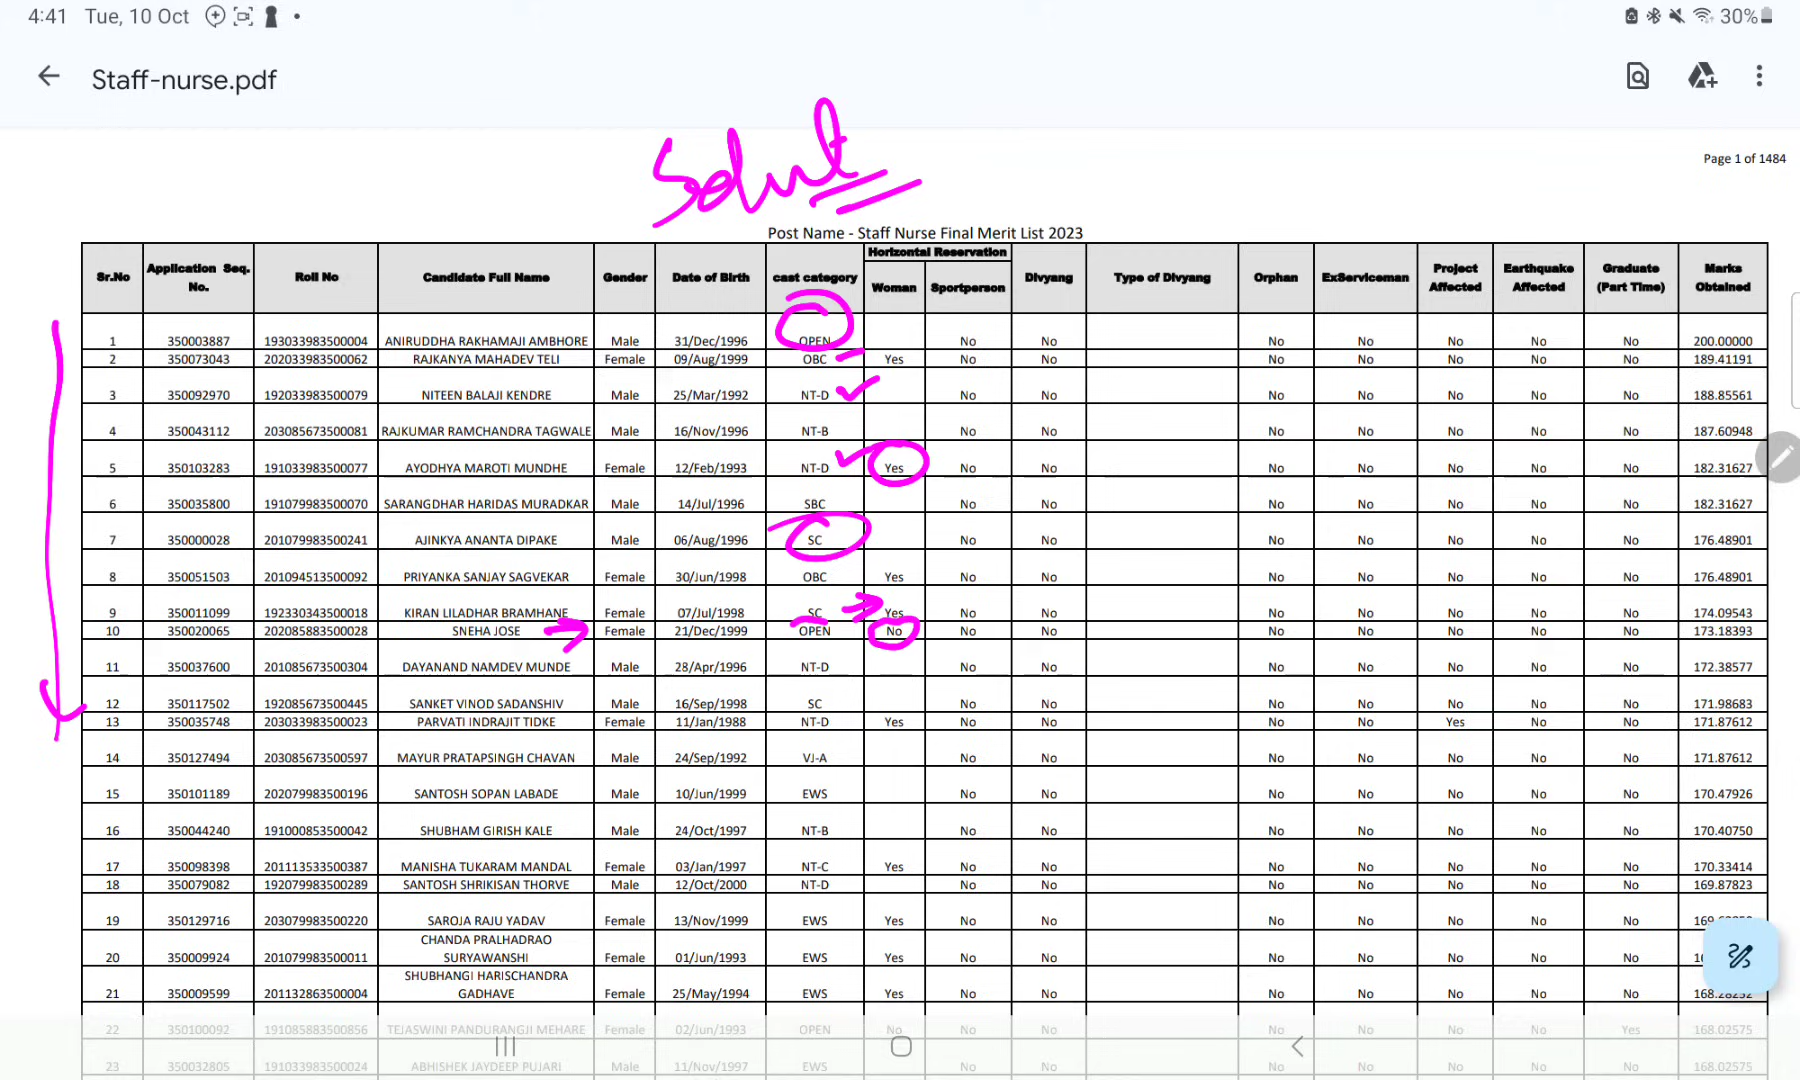 4:41 Tue, 10 Oct 30%
Staff-nurse.pdf
Page 1 of 1484
Post Name - Staff Nurse Final Merit List 2023
Sr.No Application Seq. No. Roll No Candidate Full Name Gender Date of Birth cast category Horizontal Reservation Woman Sportperson Divyang Type of Divyang Orphan ExServiceman Project Affected Earthquake Affected Graduate (Part Time) Marks Obtained
1 350003887 193033983500004 ANIRUDDHA RAKHAMAJI AMBHORE Male 31/Dec/1996 OPEN No No No No No No No 200.00000
2 350073043 202033983500062 RAJKANYA MAHADEV TELI Female 09/Aug/1999 OBC Yes No No No No No No No 189.41191
3 350092970 192033983500079 NITEEN BALAJI KENDRE Male 25/Mar/1992 NT-D No No No No No No No 188.85561
4 350043112 203085673500081 RAJKUMAR RAMCHANDRA TAGWALE Male 16/Nov/1996 NT-B No No No No No No No 187.60948
5 350103283 191033983500077 AYODHYA MAROTI MUNDHE Female 12/Feb/1993 NT-D Yes No No No No No No No 182.31627
6 350035800 191079983500070 SARANGDHAR HARIDAS MURADKAR Male 14/Jul/1996 SBC No No No No No No No 182.31627
7 350000028 201079983500241 AJINKYA ANANTA DIPAKE Male 06/Aug/1996 SC No No No No No No No 176.48901
8 350051503 201094513500092 PRIYANKA SANJAY SAGVEKAR Female 30/Jun/1998 OBC Yes No No No No No No No 176.48901
9 350011099 192330343500018 KIRAN LILADHAR BRAMHANE Female 07/Jul/1998 SC Yes No No No No No No No 174.09543
10 350020065 202085883500028 SNEHA JOSE Female 21/Dec/1999 OPEN No No No No No No No No 173.18393
11 350037600 201085673500304 DAYANAND NAMDEV MUNDE Male 28/Apr/1996 NT-D No No No No No No No 172.38577
12 350117502 192085673500445 SANKET VINOD SADANSHIV Male 16/Sep/1998 SC No No No No No No No 171.98683
13 350035748 203033983500023 PARVATI INDRAJIT TIDKE Female 11/Jan/1988 NT-D Yes No No No No Yes No No 171.87612
14 350127494 203085673500597 MAYUR PRATAPSINGH CHAVAN Male 24/Sep/1992 VJ-A No No No No No No No 171.87612
15 350101189 202079983500196 SANTOSH SOPAN LABADE Male 10/Jun/1999 EWS No No No No No No No 170.47926
16 350044240 191000853500042 SHUBHAM GIRISH KALE Male 24/Oct/1997 NT-B No No No No No No No 170.40750
17 350098398 201113533500387 MANISHA TUKARAM MANDAL Female 03/Jan/1997 NT-C Yes No No No No No No No 170.33414
18 350079082 192079983500289 SANTOSH SHRIKISAN THORVE Male 12/Oct/2000 NT-D No No No No No No No 169.87823
19 350129716 203079983500220 SAROJA RAJU YADAV Female 13/Nov/1999 EWS Yes No No No No No No No
20 350009924 201079983500011 CHANDA PRALHADRAO SURYAWANSHI Female 01/Jun/1993 EWS Yes No No No No No No No
21 350009599 201132863500004 SHUBHANGI HARISCHANDRA GADHAVE Female 25/May/1994 EWS Yes No No No No No No No
22 350100092 191085883500856 TEJASWINI PANDURANGJI MEHARE Female 02/Jun/1993 OPEN No No No No No No No Yes 168.02575
23 350032805 191033983500024 ABHISHEK JAYDEEP PUJARI Male 11/Nov/1997 EWS No No No No No No No 168.02575